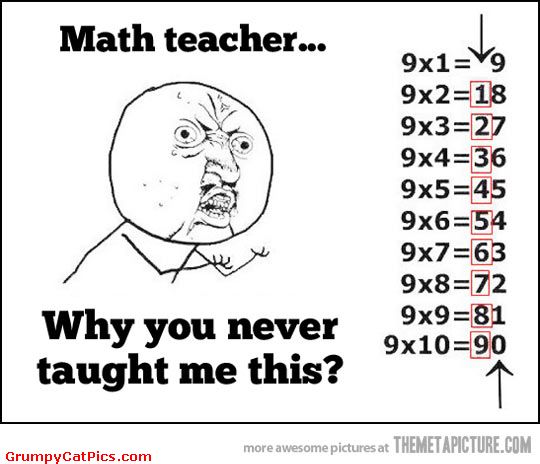 Math teacher...
9x1= 9
9x2=18
9x3=27
9x4=36
9x5=45
9x6=54
9x7=63
9x8=72
9x9=81
9x10=90
Why you never
taught me this?
more awesome pictures at THEMETAPICTURE.COM
GrumpyCatPics.com